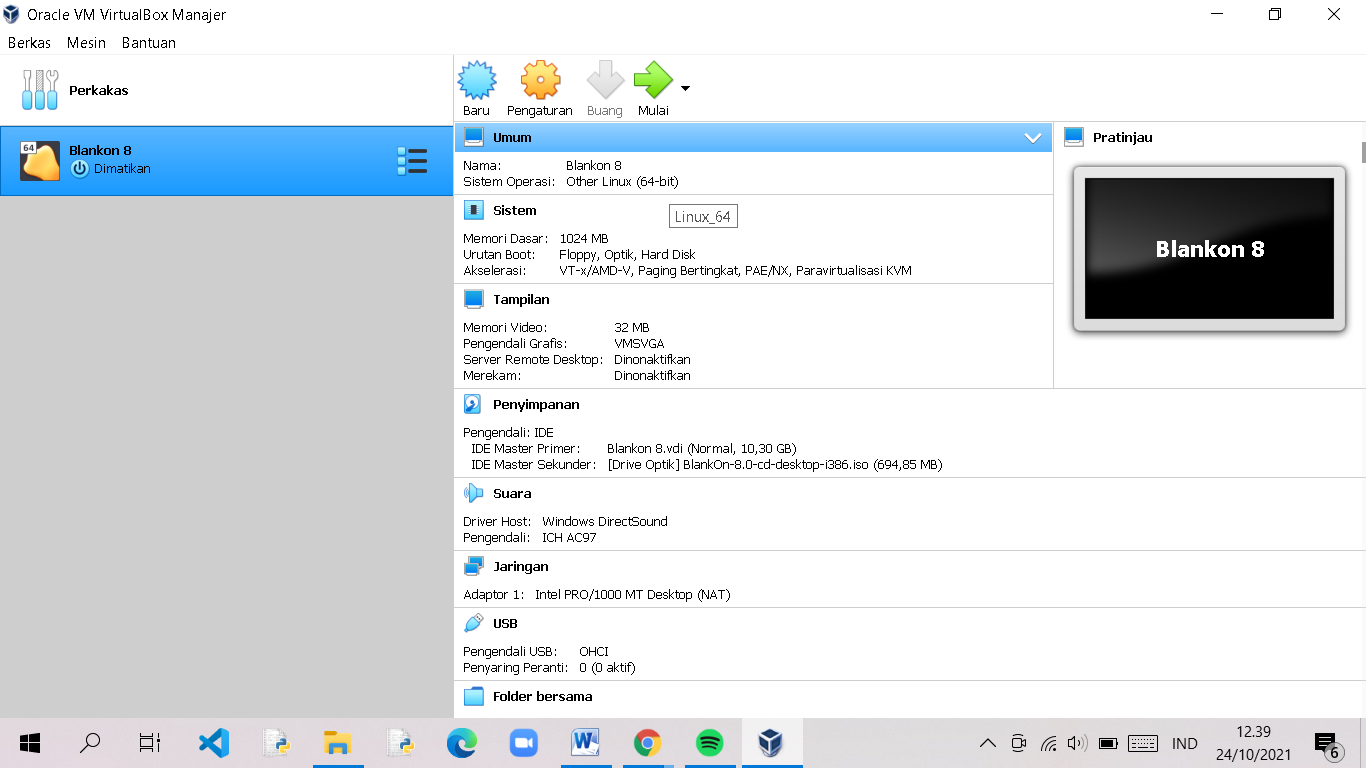 Oracle VM VirtualBox Manajer
Berkas Mesin Bantuan
Perkakas
Baru Pengaturan Buang Mulai
64
Blankon 8
Dimatikan
Umum
Nama: Blankon 8
Sistem Operasi: Other Linux (64-bit)
Sistem
Linux_64
Memori Dasar: 1024 MB
Urutan Boot: Floppy, Optik, Hard Disk
Akselerasi: VT-x/AMD-V, Paging Bertingkat, PAE/NX, Paravirtualisasi KVM
Tampilan
Memori Video: 32 MB
Pengendali Grafis: VMSVGA
Server Remote Desktop: Dinonaktifkan
Merekam: Dinonaktifkan
Pratinjau
Blankon 8
Penyimpanan
Pengendali: IDE
IDE Master Primer: Blankon 8.vdi (Normal, 10,30 GB)
IDE Master Sekunder: [Drive Optik] BlankOn-8.0-cd-desktop-i386.iso (694,85 MB)
Suara
Driver Host: Windows DirectSound
Pengendali: ICH AC97
Jaringan
Adaptor 1: Intel PRO/1000 MT Desktop (NAT)
USB
Pengendali USB: OHCI
Penyaring Peranti: 0 (0 aktif)
Folder bersama
W
IND
12.39
24/10/2021
6